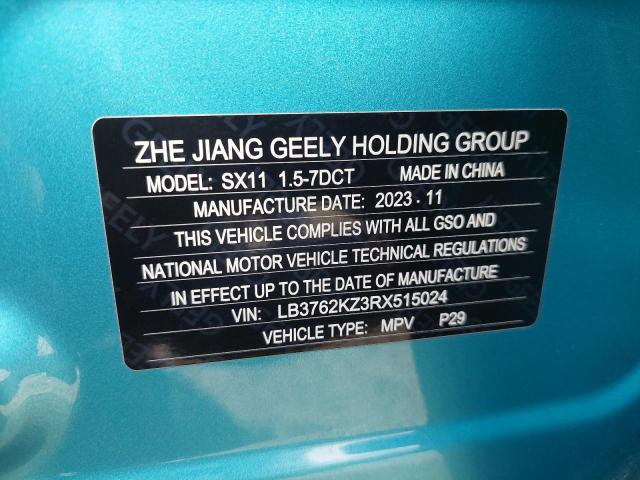 ZHE JIANG GEELY HOLDING GROUP
MODEL: SX11 1.5-7DCT MADE IN CHINA
MANUFACTURE DATE: 2023.11
THIS VEHICLE COMPLIES WITH ALL GSO AND
NATIONAL MOTOR VEHICLE TECHNICAL REGULATIONS
IN EFFECT UP TO THE DATE OF MANUFACTURE
VIN: LB3762KZ3RX515024
VEHICLE TYPE: MPV P29